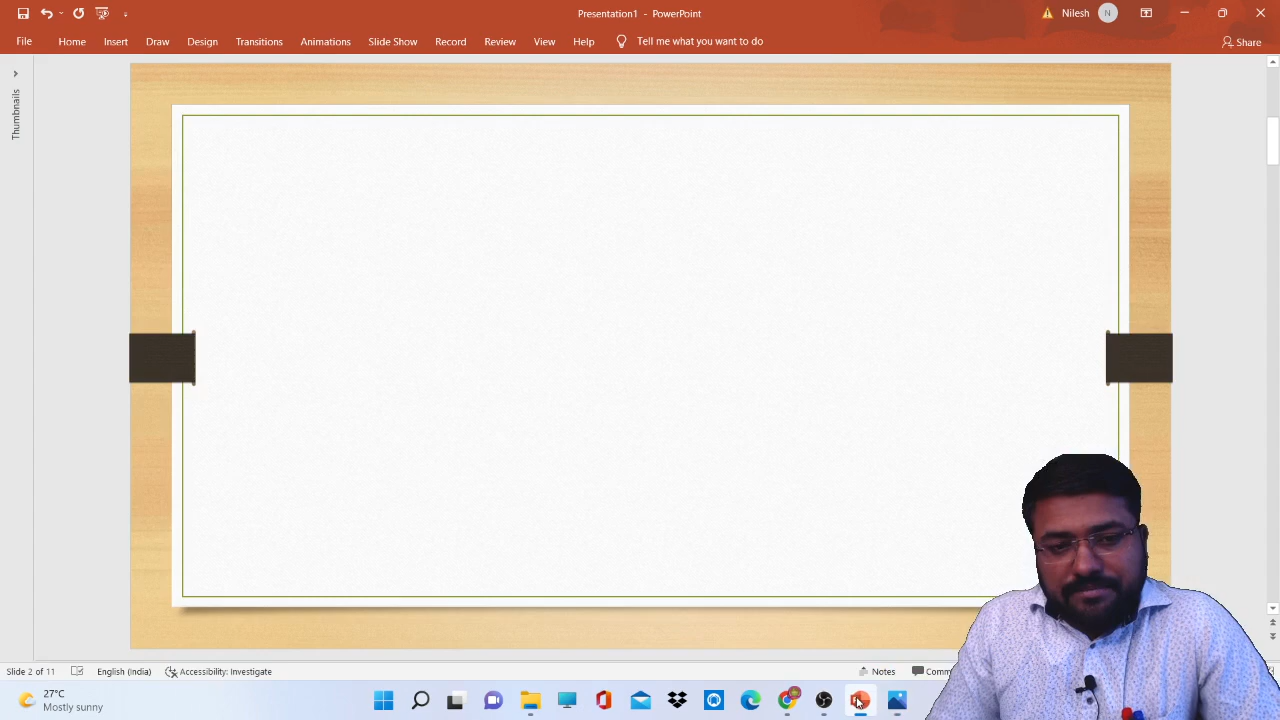 Presentation1 - PowerPoint
Nilesh
N
File Home Insert Draw Design Transitions Animations Slide Show Record Review View Help Tell me what you want to do
Share
Thumbnails
Slide 2 of 11 English (India) Accessibility: Investigate Notes Comm
27°C
Mostly sunny